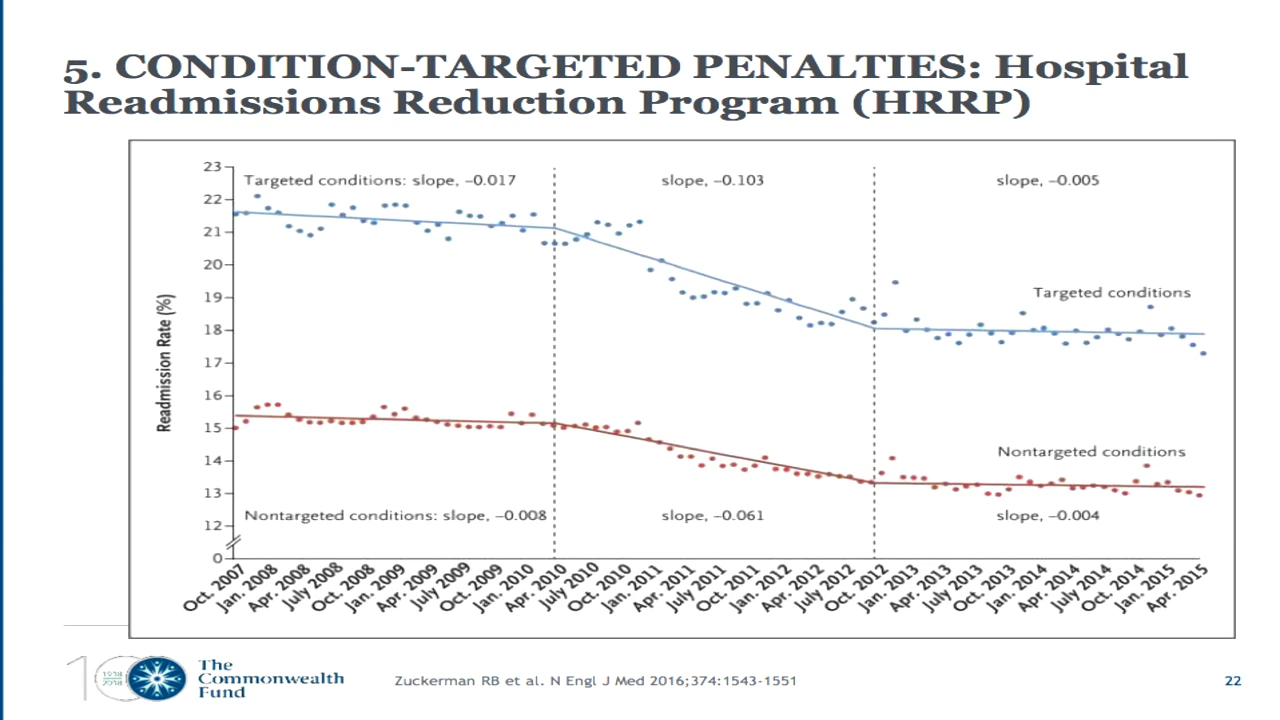 5. CONDITION-TARGETED PENALTIES: Hospital
Readmissions Reduction Program (HRRP)
Targeted conditions: slope, –0.017
slope, –0.103
slope, –0.005
Targeted conditions
Nontargeted conditions
Nontargeted conditions: slope, –0.008
slope, –0.061
slope, –0.004
Readmission Rate (%)
23
22
21
20
19
18
17
16
15
14
13
12
0
Oct. 2007
Jan. 2008
Apr. 2008
July 2008
Oct. 2008
Jan. 2009
Apr. 2009
July 2009
Oct. 2009
Jan. 2010
Apr. 2010
July 2010
Oct. 2010
Jan. 2011
Apr. 2011
July 2011
Oct. 2011
Jan. 2012
Apr. 2012
July 2012
Oct. 2012
Jan. 2013
Apr. 2013
July 2013
Oct. 2013
Jan. 2014
Apr. 2014
July 2014
Oct. 2014
Jan. 2015
Apr. 2015
100
1918
2018
The
Commonwealth
Fund
Zuckerman RB et al. N Engl J Med 2016;374:1543-1551
22